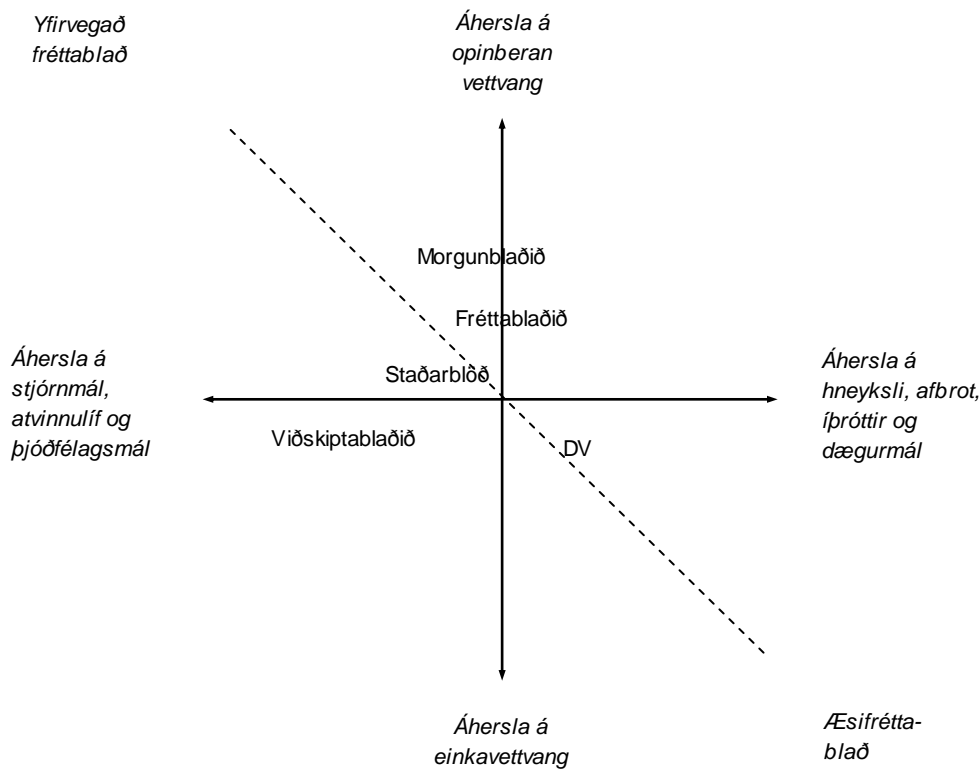 Yfirvegað
fréttablað
Áhersla á
opinberan
vettvang
Morgunblaðið
Fréttablaðið
Áhersla á
stjórnmál,
atvinnulíf og
þjóðfélagsmál
Staðarblöð
Áhersla á
hneyksli, afbrot,
íþróttir og
dægurmál
Viðskiptablaðið
DV
Áhersla á
einkavettvang
Æsifrétta-
blað